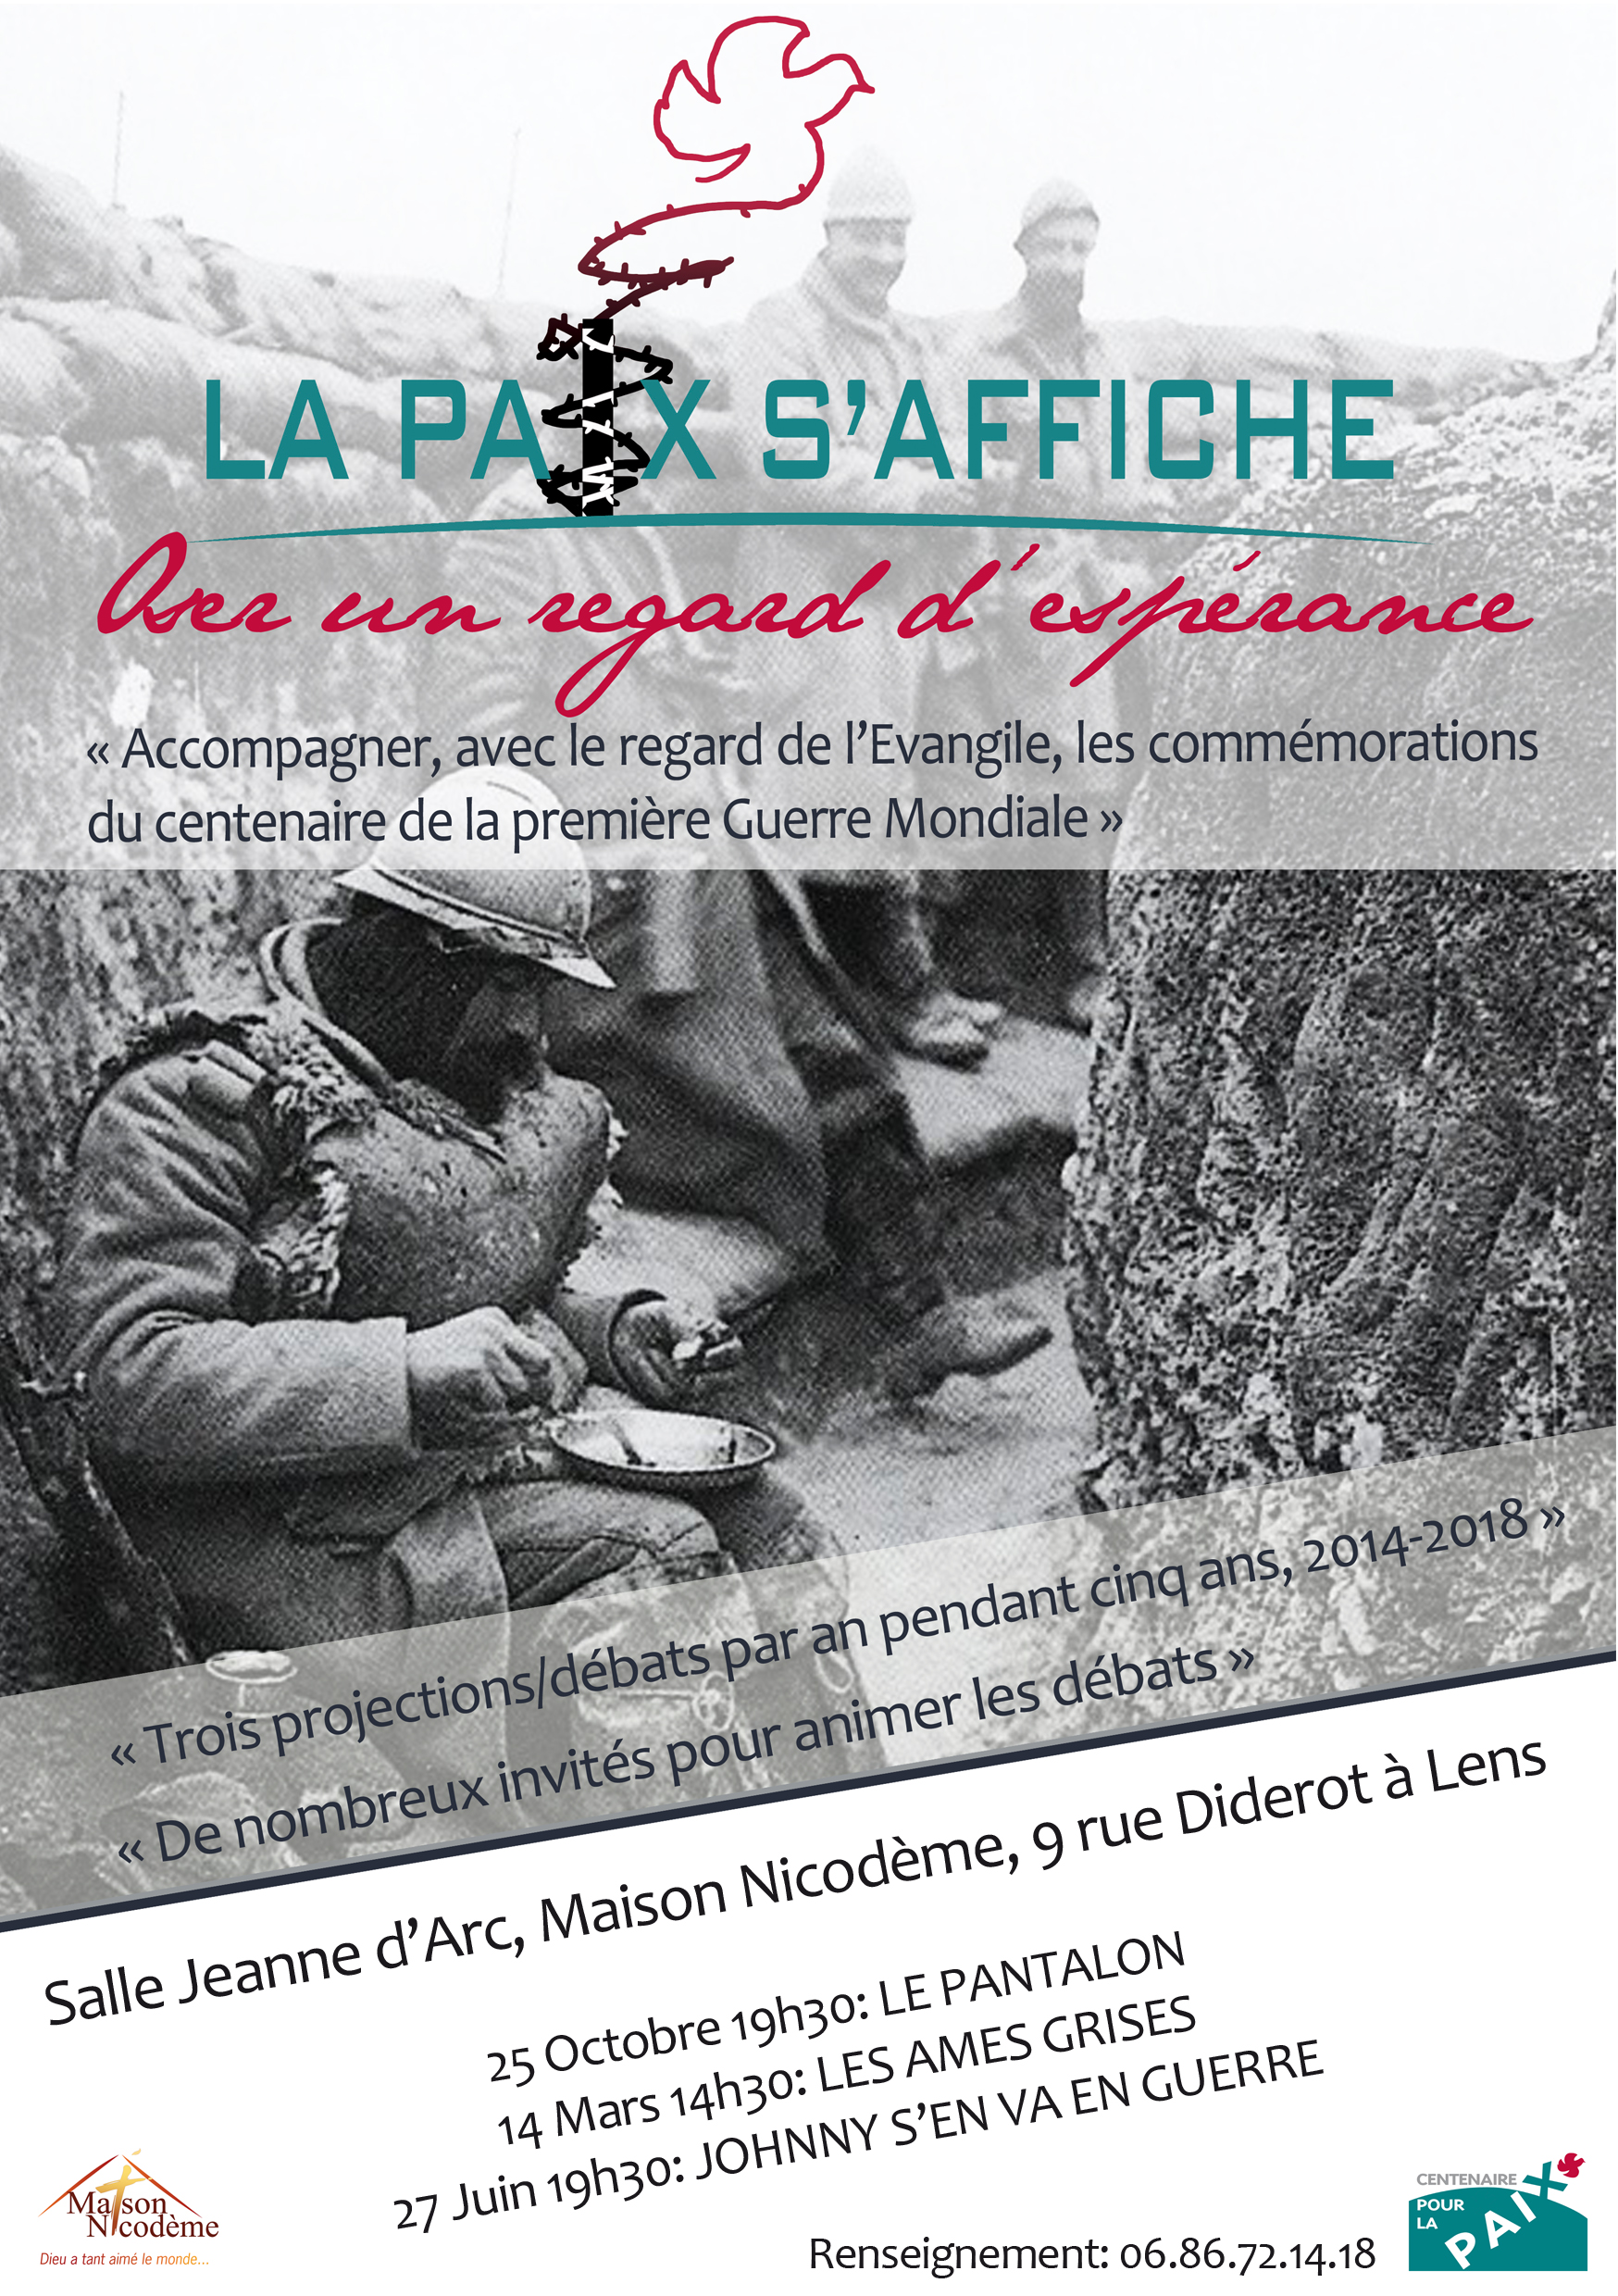 LA PAIX S'AFFICHE
Oser un regard d'espérance
« Accompagner, avec le regard de l'Evangile, les commémorations
du centenaire de la première Guerre Mondiale »
« Trois projections/débats par an pendant cinq ans, 2014-2018 »
« De nombreux invités pour animer les débats »
Salle Jeanne d'Arc, Maison Nicodème, 9 rue Diderot à Lens
25 Octobre 19h30: LE PANTALON
14 Mars 14h30: LES AMES GRISES
27 Juin 19h30: JOHNNY S'EN VA EN GUERRE
Maison
Nicodème
Dieu a tant aimé le monde...
Renseignement: 06.86.72.14.18
CENTENAIRE
POUR
LA
PAIX